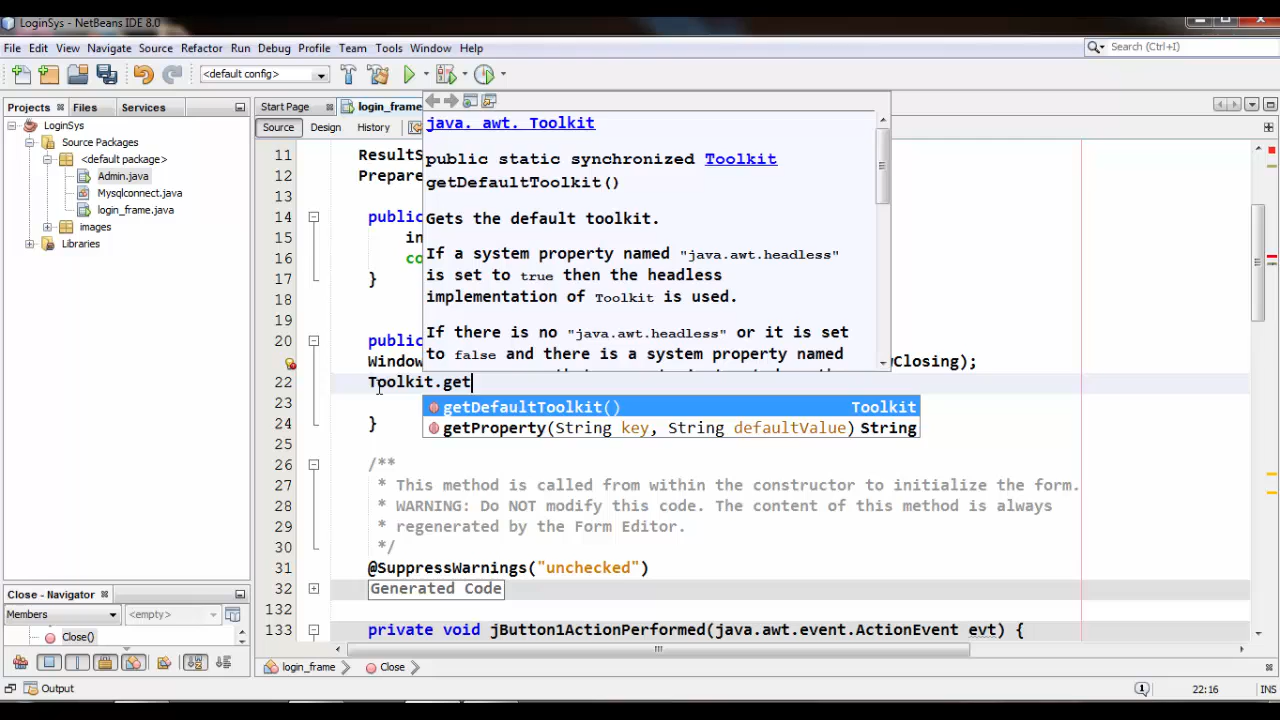 LoginSys - NetBeans IDE 8.0
File Edit View Navigate Source Refactor Run Debug Profile Team Tools Window Help
Search (Ctrl+I)
<default config>
Projects Files Services
Start Page login_frame
Source Design History
LoginSys
Source Packages
<default package>
Admin.java
Mysqlconnect.java
login_frame.java
images
Libraries
java. awt. Toolkit
public static synchronized Toolkit
getDefaultToolkit()
Gets the default toolkit.
If a system property named "java.awt.headless"
is set to true then the headless
implementation of Toolkit is used.
If there is no "java.awt.headless" or it is set
to false and there is a system property named
11 ResultS
12 Prepare
13
14 public
15 in
16 co
17 }
18
19
20 public
Window wClosing);
22 Toolkit.get
getDefaultToolkit() Toolkit
getProperty(String key, String defaultValue) String
23
24 }
25
26 /**
27 * This method is called from within the constructor to initialize the form.
28 * WARNING: Do NOT modify this code. The content of this method is always
29 * regenerated by the Form Editor.
30 */
31 @SuppressWarnings("unchecked")
32 Generated Code
132
133 private void jButton1ActionPerformed(java.awt.event.ActionEvent evt) {
Close - Navigator
Members <empty>
Close()
login_frame Close
Output
1 22:16 INS